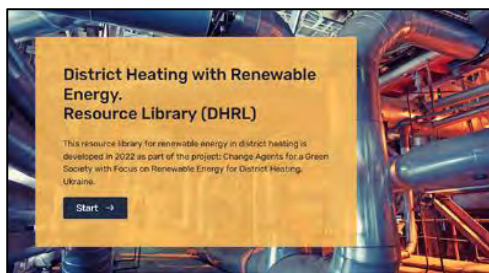 District Heating with Renewable
Energy.
Resource Library (DHRL)
This resource library for renewable energy in district heating is
developed in 2022 as part of the project: Change Agents for a Green
Society with Focus on Renewable Energy for District Heating,
Ukraine.
Start →